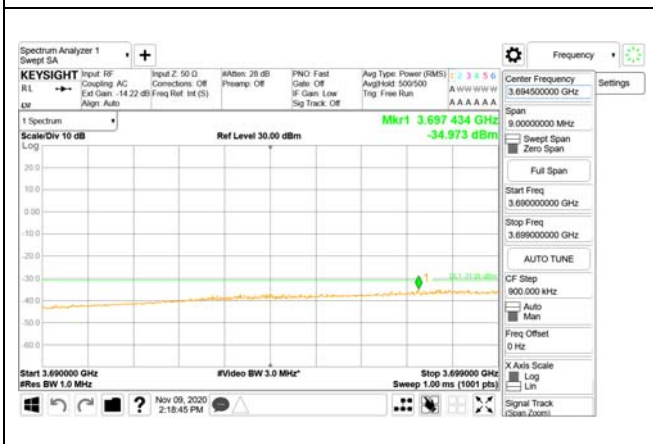 Spectrum Analyzer 1
Swept SA
+
Frequency
KEYSIGHT
RL
Input: RF
Coupling: AC
Ext Gain: -14.22 dB
Align: Auto
Input Z: 50 Ω
Corrections: Off
Freq Ref: Int (S)
#Atten: 28 dB
Preamp: Off
PNO: Fast
Gate: Off
IF Gain: Low
Sig Track: Off
Avg Type: Power (RMS)
Avg|Hold: 500/500
Trig: Free Run
1 2 3 4 5 6
A W W W W W
A A A A A A
1 Spectrum
Scale/Div 10 dB
Log
Ref Level 30.00 dBm
Mkr1 3.697 434 GHz
-34.973 dBm
20.0
10.0
0.00
-10.0
-20.0
-30.0
-40.0
-50.0
-60.0
1
Start 3.690000 GHz
#Res BW 1.0 MHz
#Video BW 3.0 MHz*
Stop 3.699000 GHz
Sweep 1.00 ms (1001 pts)
Nov 09, 2020
2:18:45 PM
?
Center Frequency
3.694500000 GHz
Settings
Span
9.00000000 MHz
Swept Span
Zero Span
Full Span
Start Freq
3.690000000 GHz
Stop Freq
3.699000000 GHz
AUTO TUNE
CF Step
900.000 kHz
Auto
Man
Freq Offset
0 Hz
X Axis Scale
Log
Lin
Signal Track
(Span Zoom)